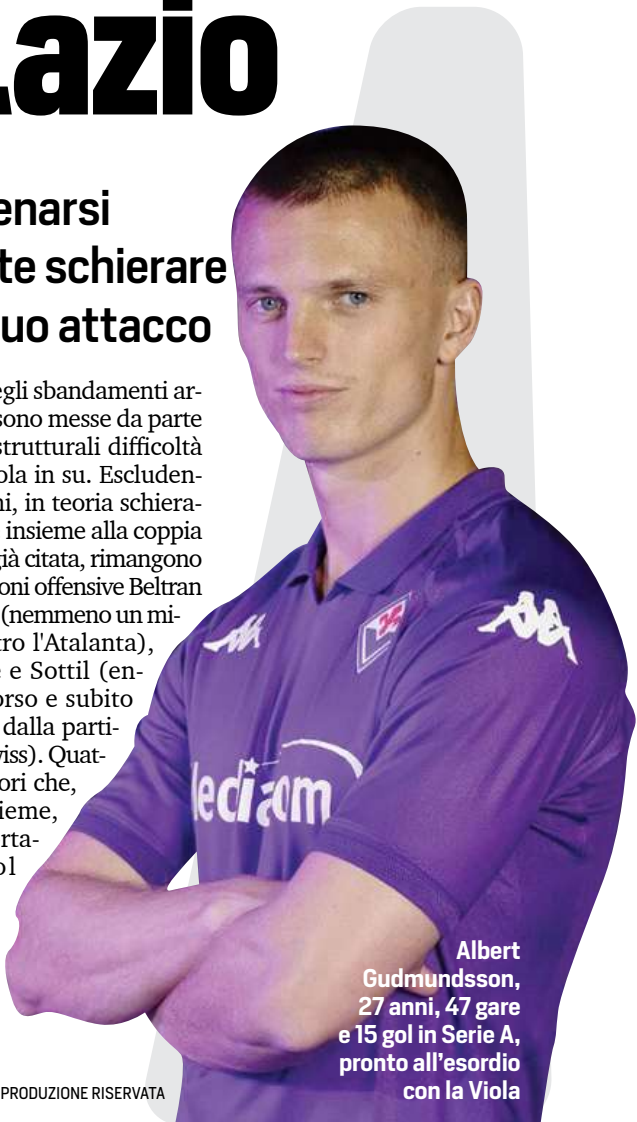 Lazio
enarsi
te schierare
uo attacco
egli sbandamenti ar-
sono messe da parte
strutturali difficoltà
ola in su. Escluden-
ni, in teoria schiera-
insieme alla coppia
già citata, rimangono
oni offensive Beltran
(nemmeno un mi-
tro l'Atalanta),
e e Sottil (en-
orso e subito
dalla parti-
wiss). Quat-
ori che,
ieme,
rta-
ol
Mediacom
Albert
Gudmundsson,
27 anni, 47 gare
e 15 gol in Serie A,
pronto all'esordio
con la Viola
PRODUZIONE RISERVATA